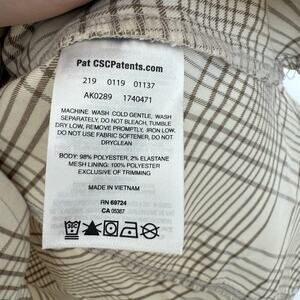 Pat CSCPatents.com
219 0119 01137
AK0289 1740471
MACHINE WASH COLD GENTLE, WASH
SEPARATELY, DO NOT BLEACH, TUMBLE
DRY LOW, REMOVE PROMPTLY, IRON LOW.
DO NOT USE FABRIC SOFTENER, DO NOT
DRYCLEAN
BODY: 98% POLYESTER, 2% ELASTANE
MESH LINING: 100% POLYESTER
EXCLUSIVE OF TRIMMING
MADE IN VIETNAM
RN 69724
CA 05367